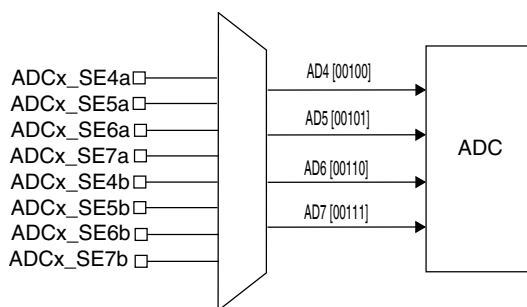 ADCx_SE4a
ADCx_SE5a
ADCx_SE6a
ADCx_SE7a
ADCx_SE4b
ADCx_SE5b
ADCx_SE6b
ADCx_SE7b
AD4 [00100]
AD5 [00101]
AD6 [00110]
AD7 [00111]
ADC